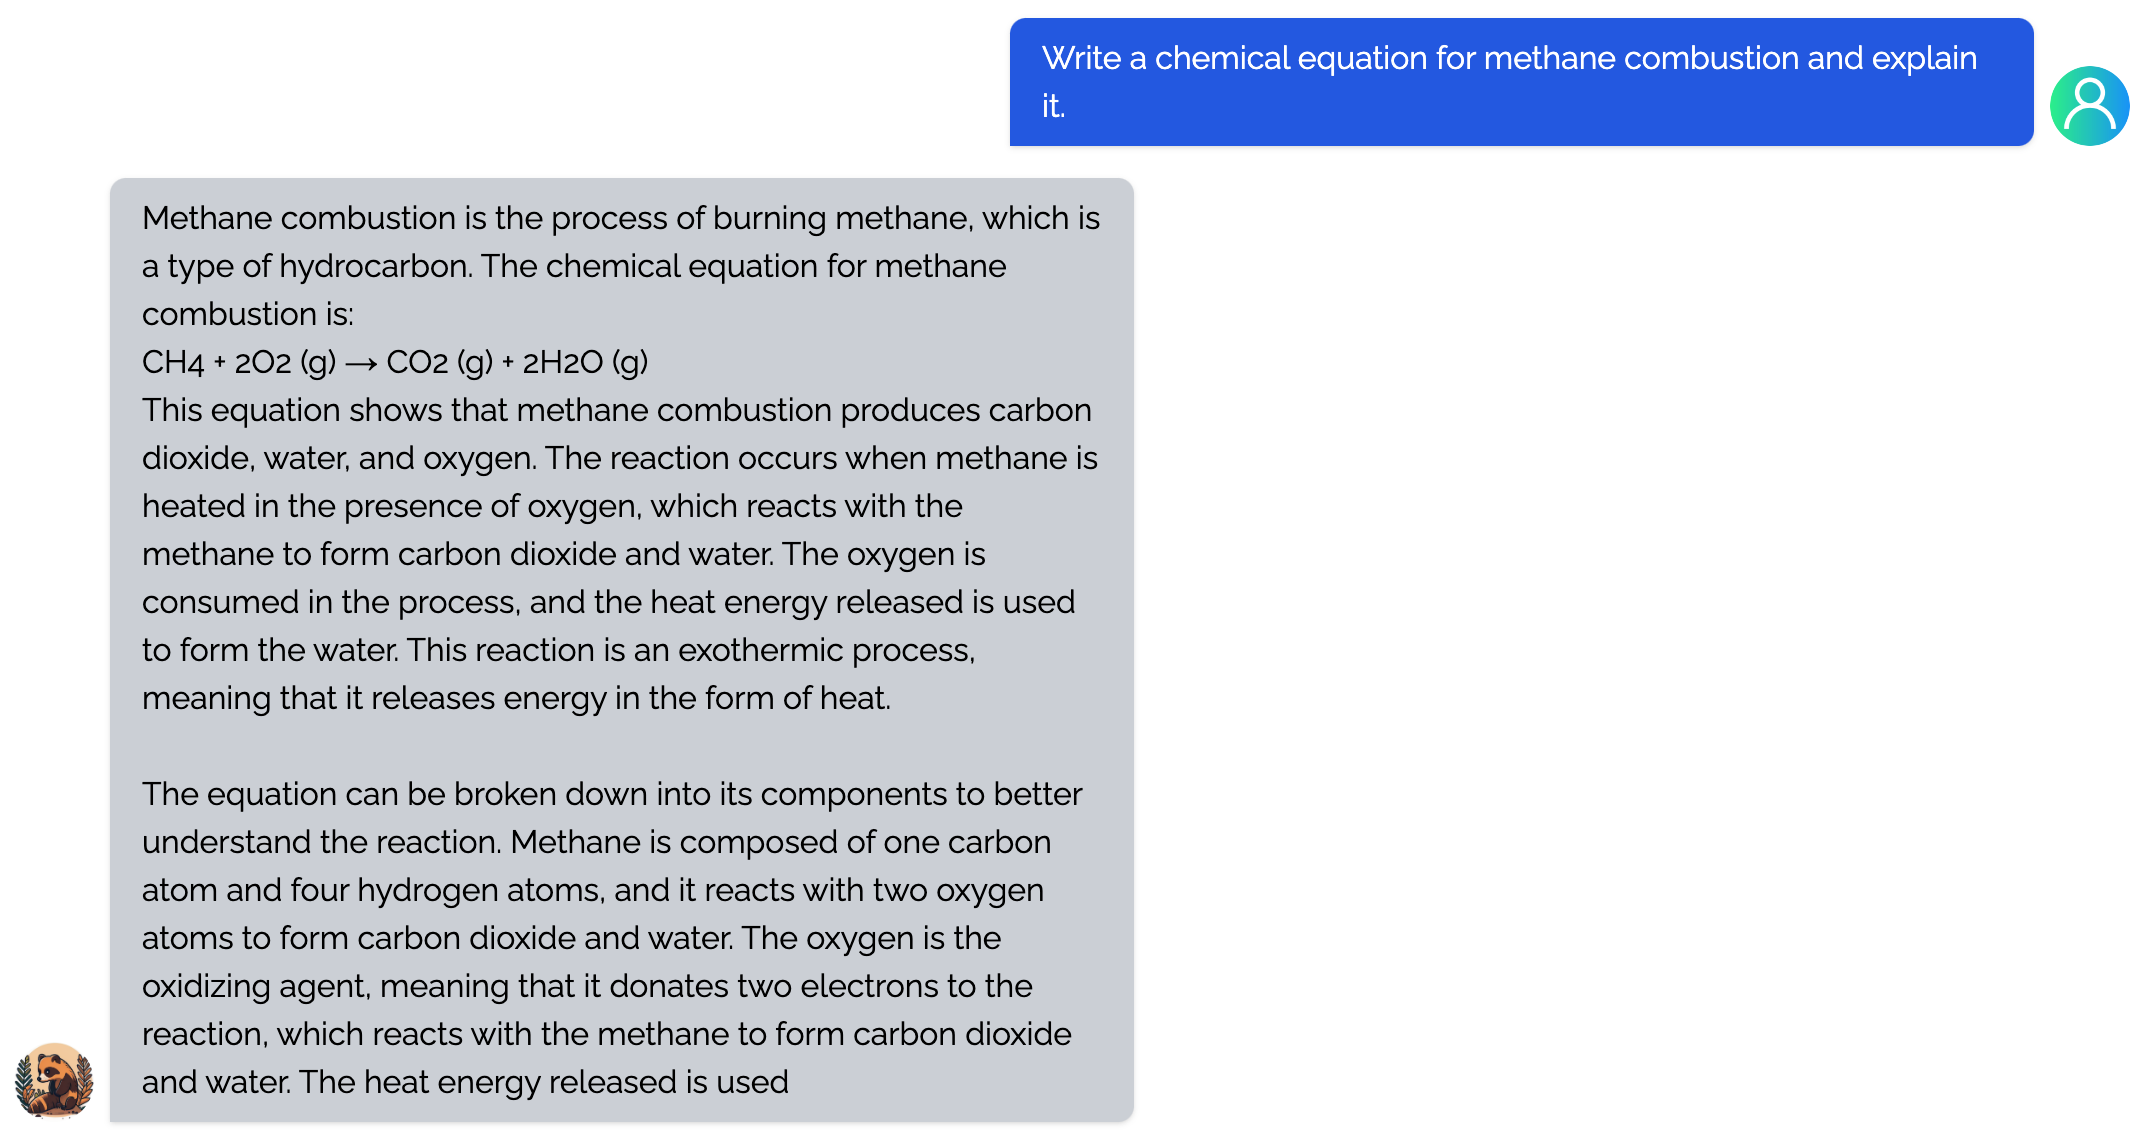 Write a chemical equation for methane combustion and explain
it.
Methane combustion is the process of burning methane, which is
a type of hydrocarbon. The chemical equation for methane
combustion is:
CH4 + 2O2 (g) → CO2 (g) + 2H2O (g)
This equation shows that methane combustion produces carbon
dioxide, water, and oxygen. The reaction occurs when methane is
heated in the presence of oxygen, which reacts with the
methane to form carbon dioxide and water. The oxygen is
consumed in the process, and the heat energy released is used
to form the water. This reaction is an exothermic process,
meaning that it releases energy in the form of heat.
The equation can be broken down into its components to better
understand the reaction. Methane is composed of one carbon
atom and four hydrogen atoms, and it reacts with two oxygen
atoms to form carbon dioxide and water. The oxygen is the
oxidizing agent, meaning that it donates two electrons to the
reaction, which reacts with the methane to form carbon dioxide
and water. The heat energy released is used